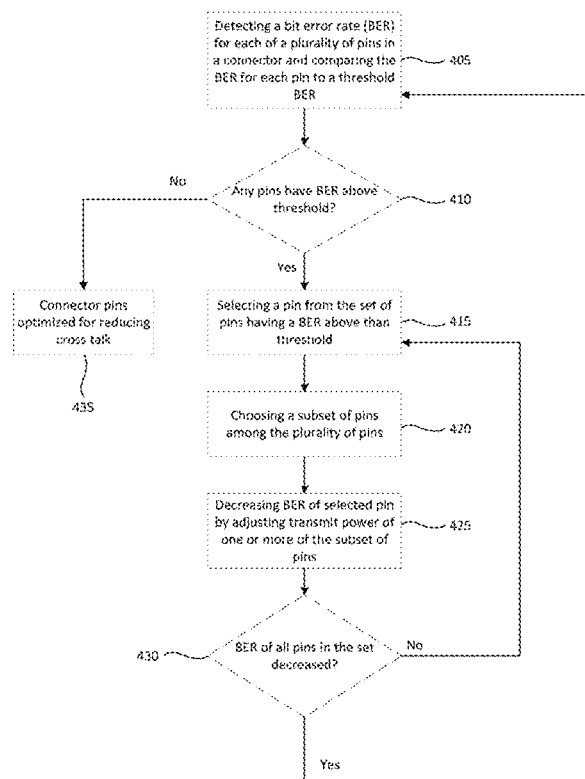 Detecting a bit error rate (BER)
for each of a plurality of pins in
a connector and comparing the
BER for each pin to a threshold
BER
405
No
Any pins have BER above
threshold?
410
Yes
Connector pins
optimized for reducing
cross talk
435
Selecting a pin from the set of
pins having a BER above than
threshold
415
Choosing a subset of pins
among the plurality of pins
420
Decreasing BER of selected pin
by adjusting transmit power of
one or more of the subset of
pins
425
430
BER of all pins in the set
decreased?
No
Yes